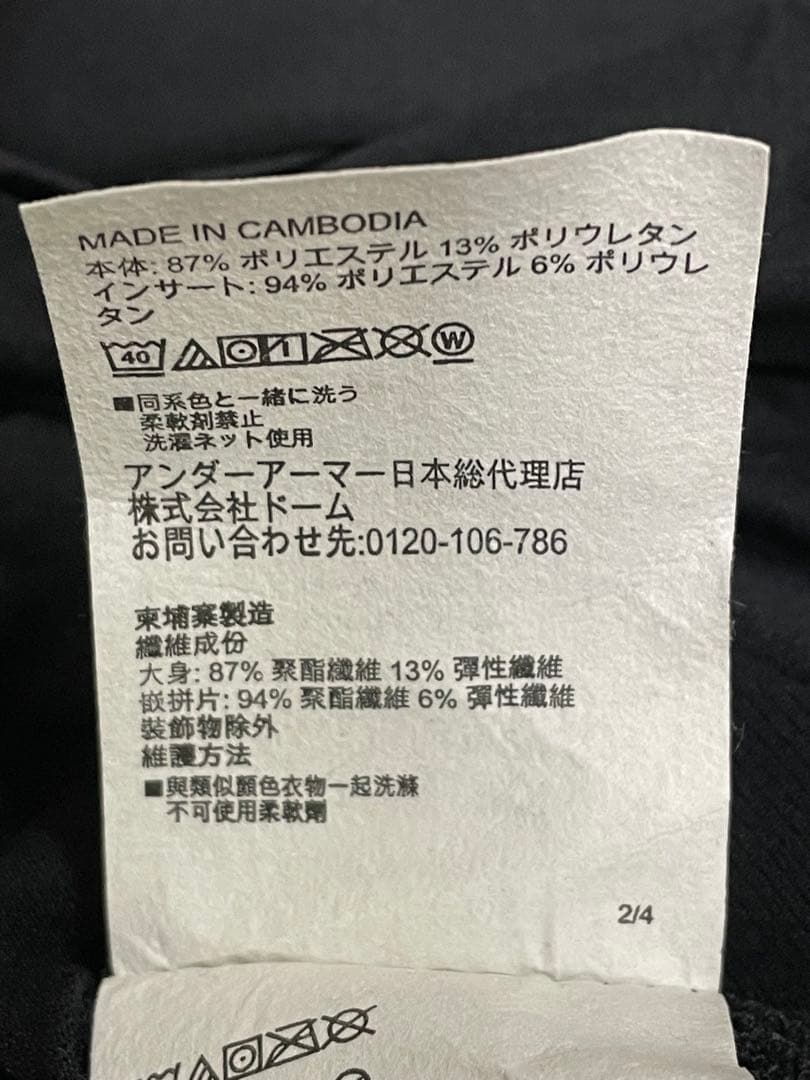 MADE IN CAMBODIA
本体: 87% ポリエステル 13% ポリウレタン
インサート: 94% ポリエステル 6% ポリウレ
タン
40 W
■同系色と一緒に洗う
柔軟剤禁止
洗濯ネット使用
アンダーアーマー日本総代理店
株式会社ドーム
お問い合わせ先:0120-106-786
柬埔寨製造
纖維成份
大身: 87% 聚酯纖維 13% 彈性纖維
嵌拼片: 94% 聚酯纖維 6% 彈性纖維
裝飾物除外
維護方法
■與類似顏色衣物一起洗滌
不可使用柔軟劑
2/4